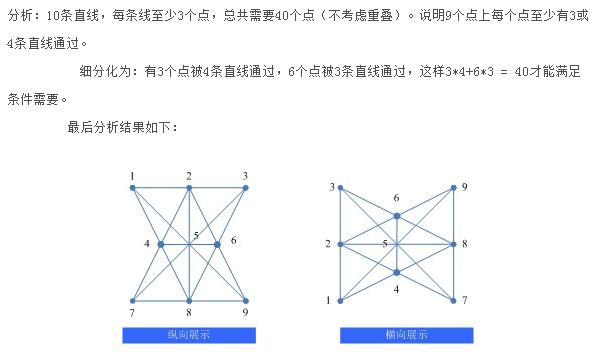 分析：10条直线，每条线至少3个点，总共需要40个点（不考虑重叠）。说明9个点上每个点至少有3或
4条直线通过。
细分化为：有3个点被4条直线通过，6个点被3条直线通过，这样3*4+6*3 = 40才能满足
条件需要。
最后分析结果如下：
1 2 3
3 6 9
4 5 6
2 5 8
7 8 9
1 4 7
纵向展示 横向展示